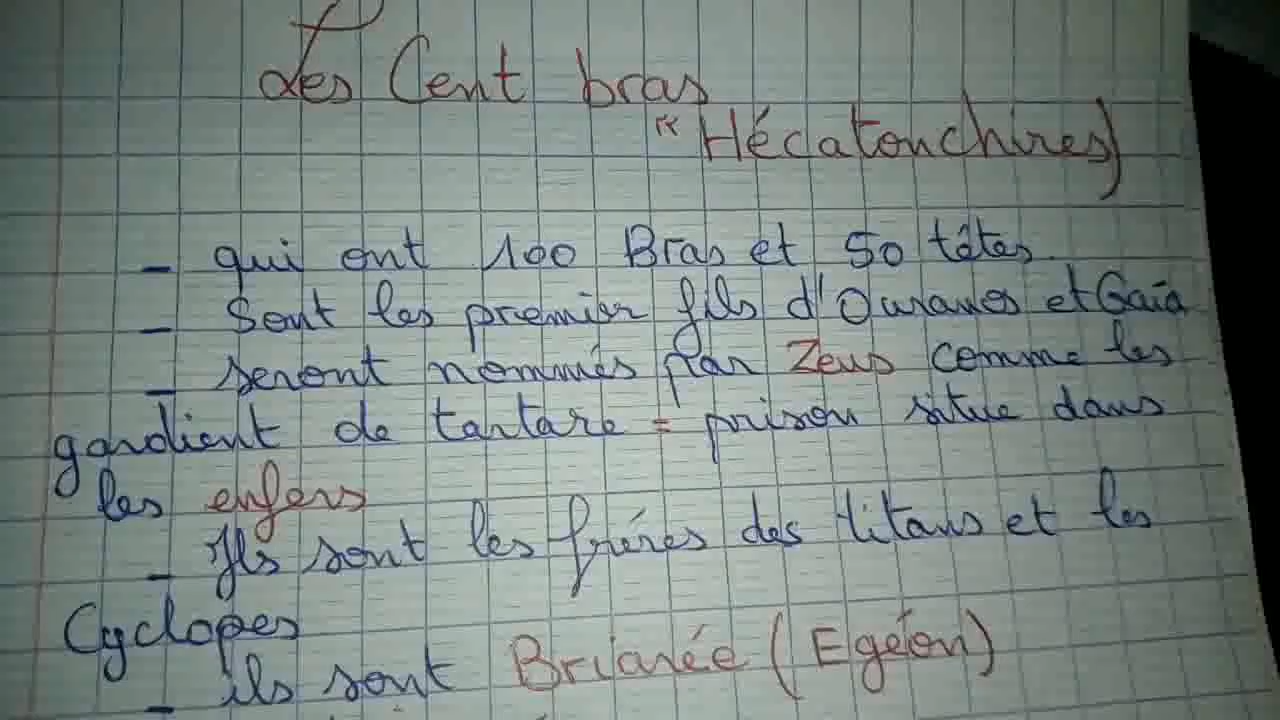 Les Cent bras
"Hécatonchires)
- qui ont 100 Bras et 50 têtes
- Sont les premier fils d'Ouranos et Gaïa
- seront nommés par Zeus comme les
gardient de tartare = prison situe dans
les enfers
- Ils sont les fréres des titans et les
Cyclopes
- ils sont Briarée (Egéon)